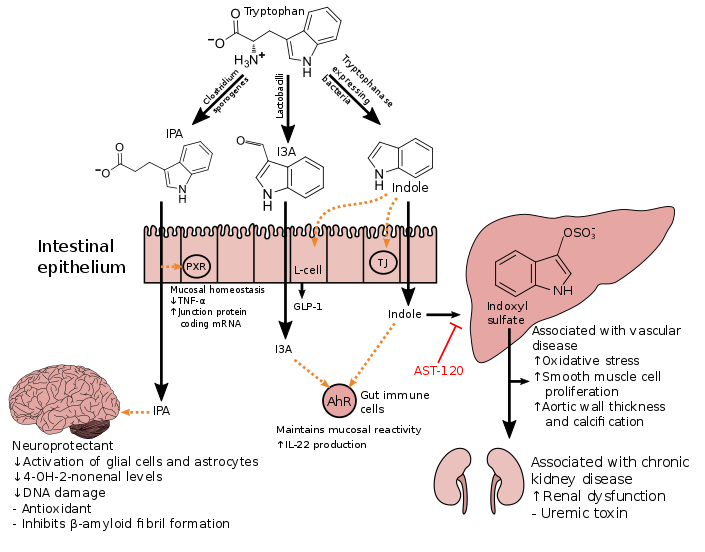 Tryptophan
O
−O
O
H₃N+
N
H
Clostridium
sporogenes
Lactobacilli
Tryptophanase
expressing
bacteria
IPA
O
−O
N
H
O
I3A
N
H
N
H
Indole
Intestinal
epithelium
PXR
L-cell
TJ
Mucosal homeostasis
↓TNF-α
↑Junction protein
coding mRNA
GLP-1
Indole
I3A
AST-120
OSO₃−
NH
Indoxyl
sulfate
Associated with vascular
disease
↑Oxidative stress
↑Smooth muscle cell
proliferation
↑Aortic wall thickness
and calcification
IPA
AhR
Gut immune
cells
Maintains mucosal reactivity
↑IL-22 production
Neuroprotectant
↓Activation of glial cells and astrocytes
↓4-OH-2-nonenal levels
↓DNA damage
- Antioxidant
- Inhibits β-amyloid fibril formation
Associated with chronic
kidney disease
↑Renal dysfunction
- Uremic toxin